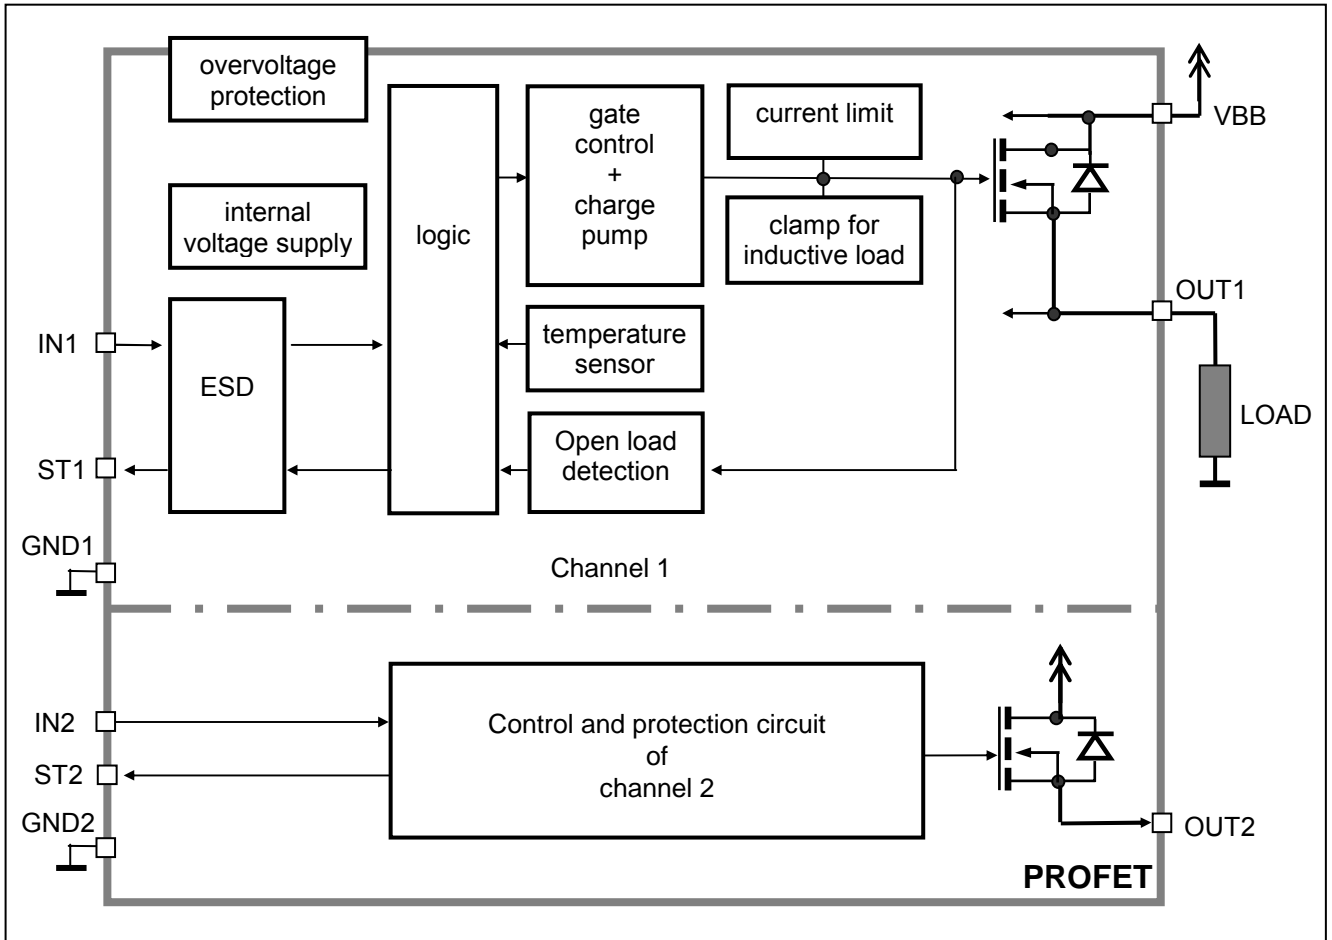 overvoltage
protection
internal
voltage supply
logic
gate
control
+
charge
pump
current limit
clamp for
inductive load
VBB
OUT1
IN1
ESD
temperature
sensor
LOAD
ST1
Open load
detection
GND1
Channel 1
IN2
ST2
GND2
Control and protection circuit
of
channel 2
OUT2
PROFET